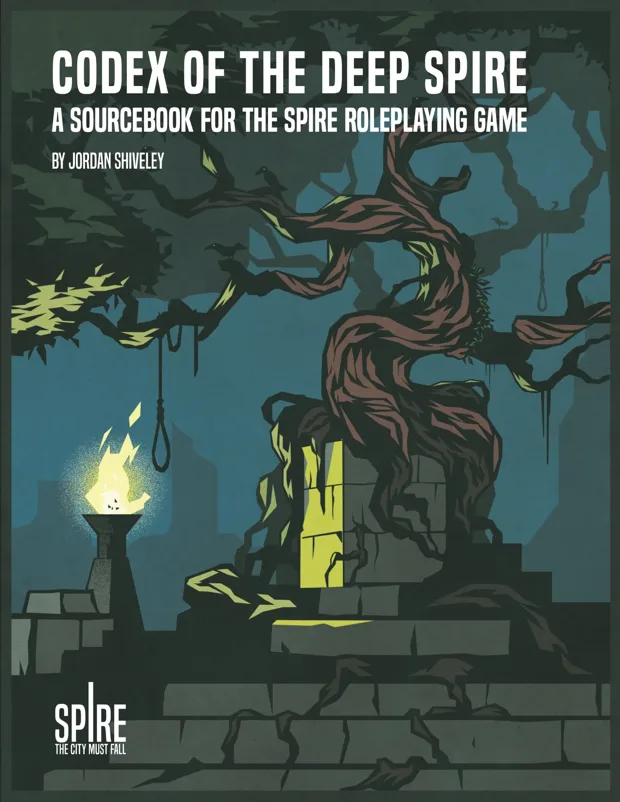 CODEX OF THE DEEP SPIRE
A SOURCEBOOK FOR THE SPIRE ROLEPLAYING GAME
BY JORDAN SHIVELEY
SPIRE
THE CITY MUST FALL